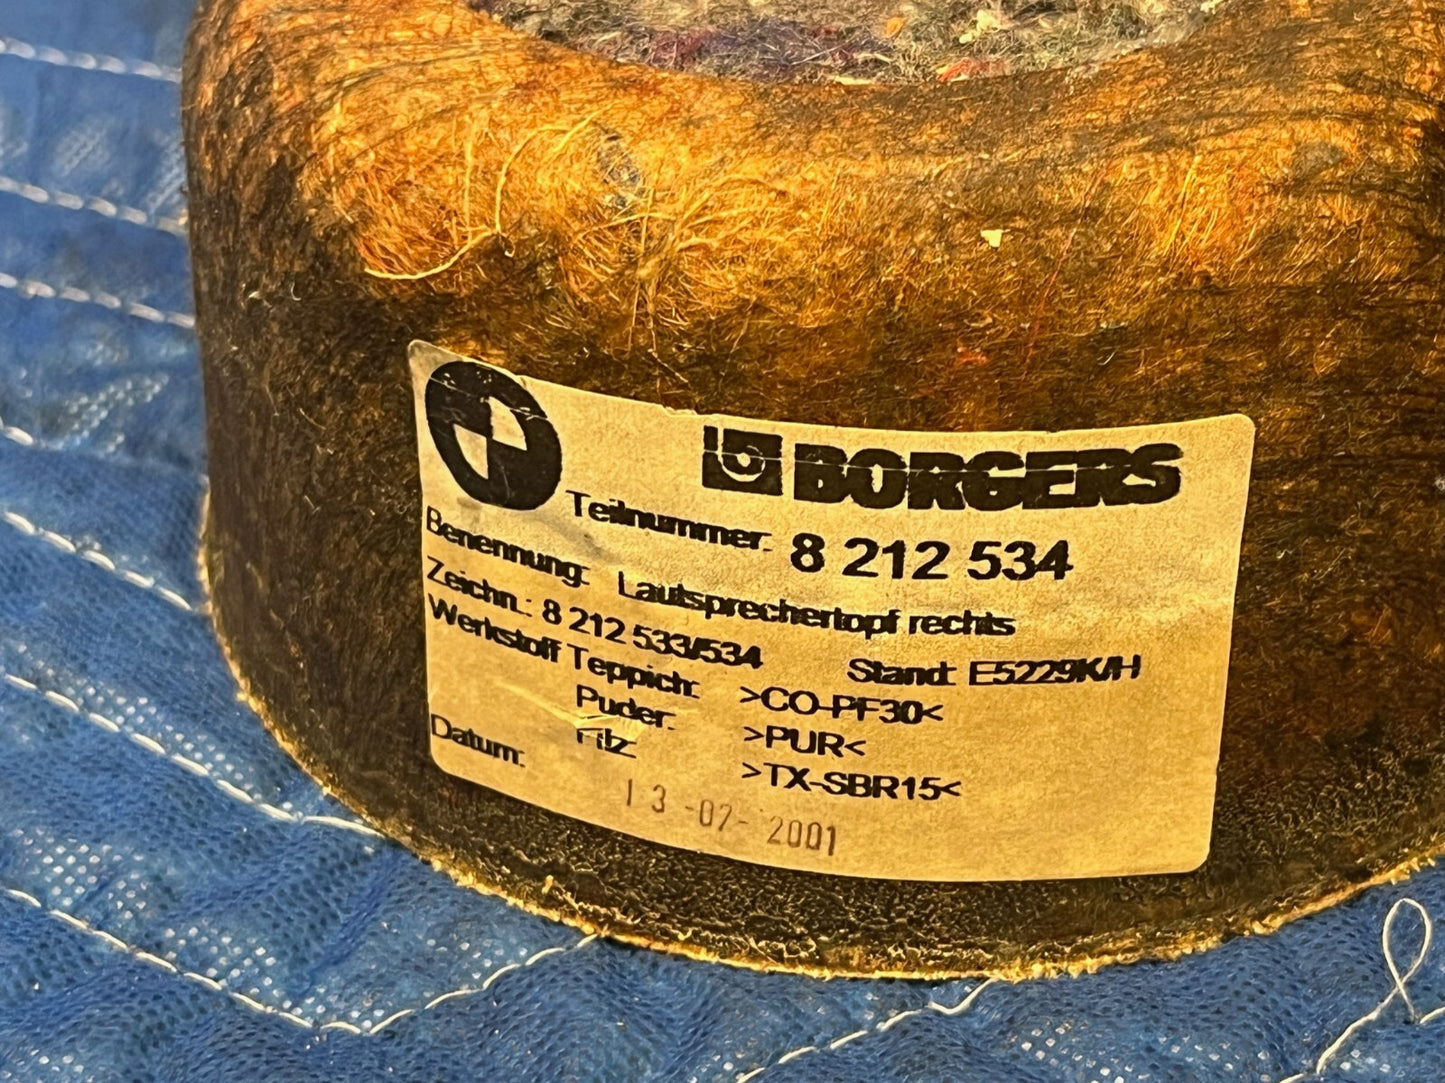 BORGERS
Teilnummer: 8 212 534
Benennung: Lautsprechertopf rechts
Zeichn.: 8 212 533/534 Stand: E5229K/H
Werkstoff Teppich: >CO-PF30<
Puder: >PUR<
Filz: >TX-SBR15<
Datum: 13-02-2001